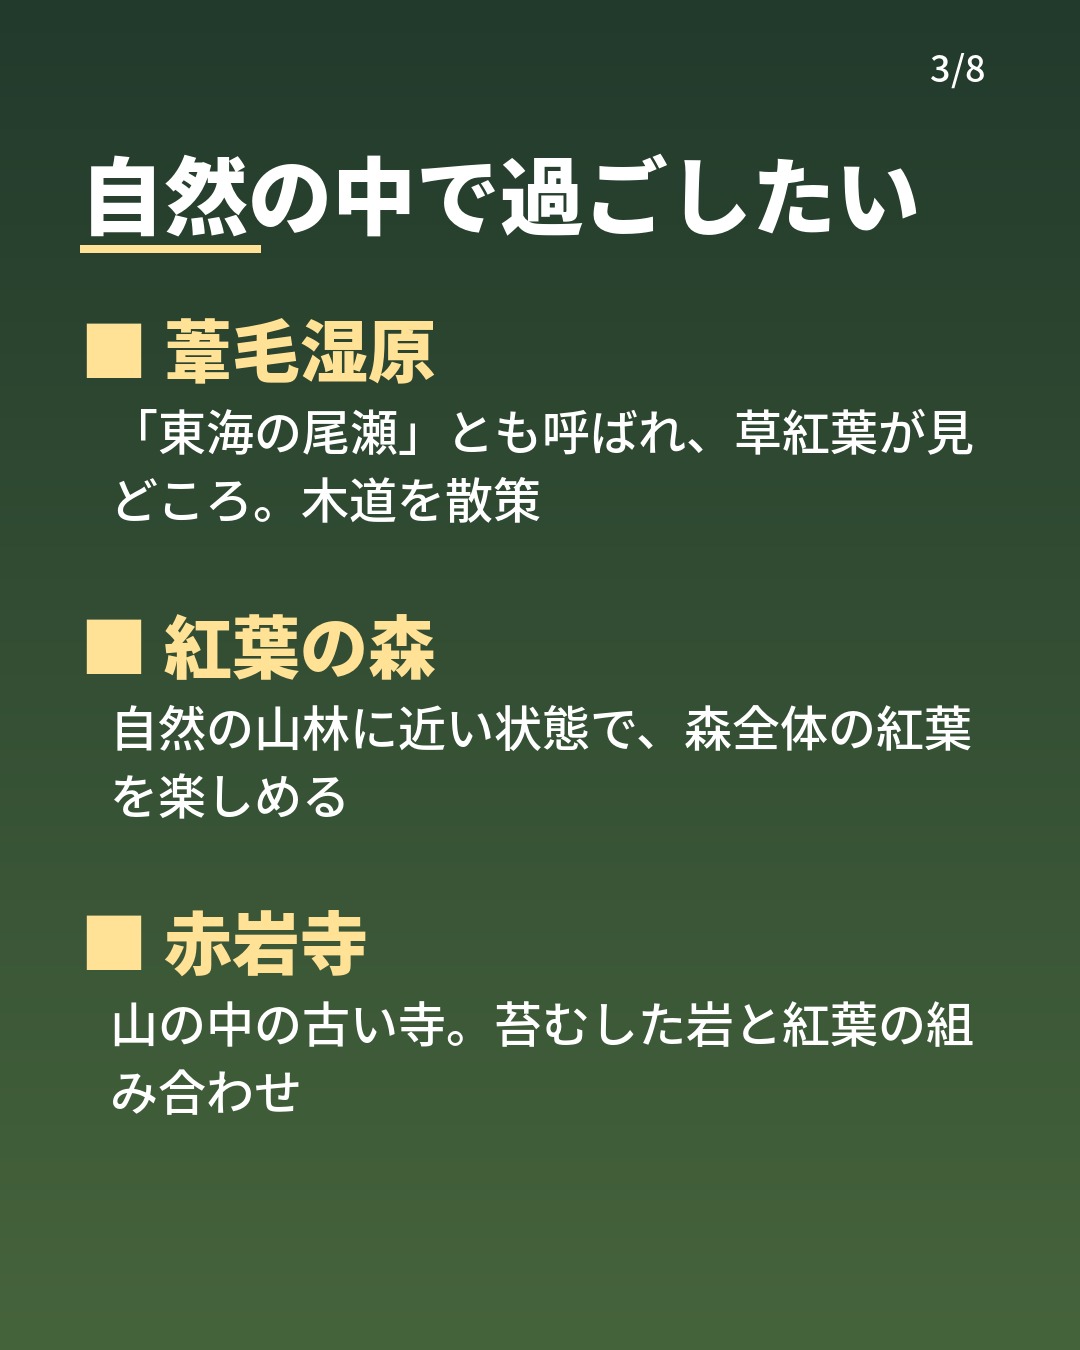 3/8
自然の中で過ごしたい
■ 葦毛湿原
「東海の尾瀬」とも呼ばれ、草紅葉が見
どころ。木道を散策
■ 紅葉の森
自然の山林に近い状態で、森全体の紅葉
を楽しめる
■ 赤岩寺
山の中の古い寺。苔むした岩と紅葉の組
み合わせ